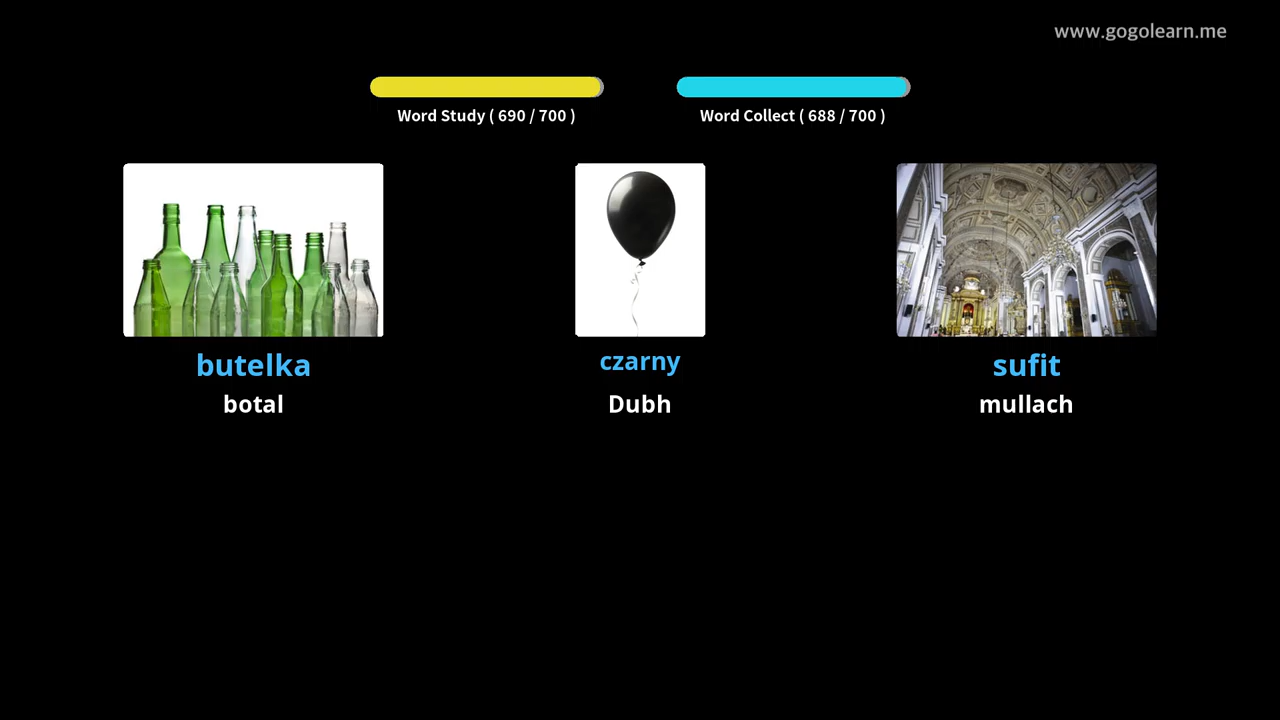 www.gogolearn.me
Word Study ( 690 / 700 )
Word Collect ( 688 / 700 )
butelka
botal
czarny
Dubh
sufit
mullach